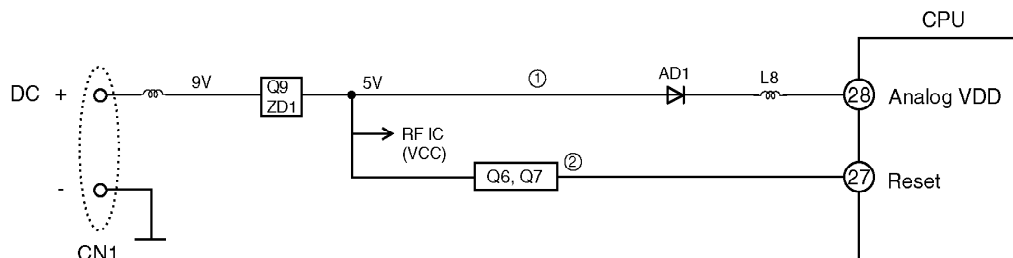 CPU
DC + 9V Q9 5V ① AD1 L8 28 Analog VDD
ZD1
RF IC
(VCC)
- Q6, Q7 ② 27 Reset
CN1